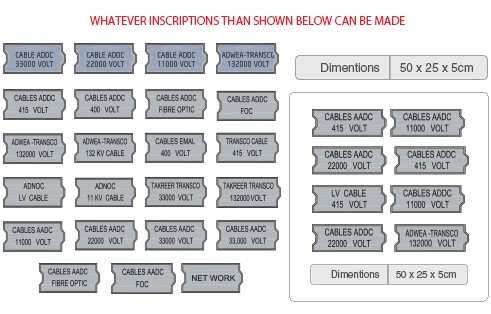 WHATEVER INSCRIPTIONS THAN SHOWN BELOW CAN BE MADE
CABLE ADDC
33000 VOLT
CABLE ADDC
22000 VOLT
CABLE ADDC
11000 VOLT
ADWEA-TRANSCO
132000 VOLT
CABLES ADDC
415 VOLT
CABLES ADDC
400 VOLT
CABLES ADDC
FIBRE OPTIC
CABLES ADDC
FOC
ADWEA -TRANSCO
132000 VOLT
ADWEA -TRANSCO
132 KV CABLE
CABLES EMAL
400 VOLT
TRANSCO CABLE
415 VOLT
ADNOC
LV CABLE
ADNOC
11 KV CABLE
TAKREER TRANSCO
33000 VOLT
TAKREER TRANSCO
132000VOLT
CABLES AADC
11000 VOLT
CABLES AADC
22000 VOLT
CABLES AADC
33000 VOLT
CABLES AADC
33,000 VOLT
CABLES AADC
FIBRE OPTIC
CABLES AADC
FOC
NET WORK
Dimentions 50 x 25 x 5cm
CABLES AADC
415 VOLT
CABLES AADC
11000 VOLT
CABLES AADC
22000 VOLT
CABLES ADDC
415 VOLT
LV CABLE
415 VOLT
CABLES ADDC
11000 VOLT
CABLES ADDC
22000 VOLT
ADWEA -TRANSCO
132000 VOLT
Dimentions 50 x 25 x 5cm